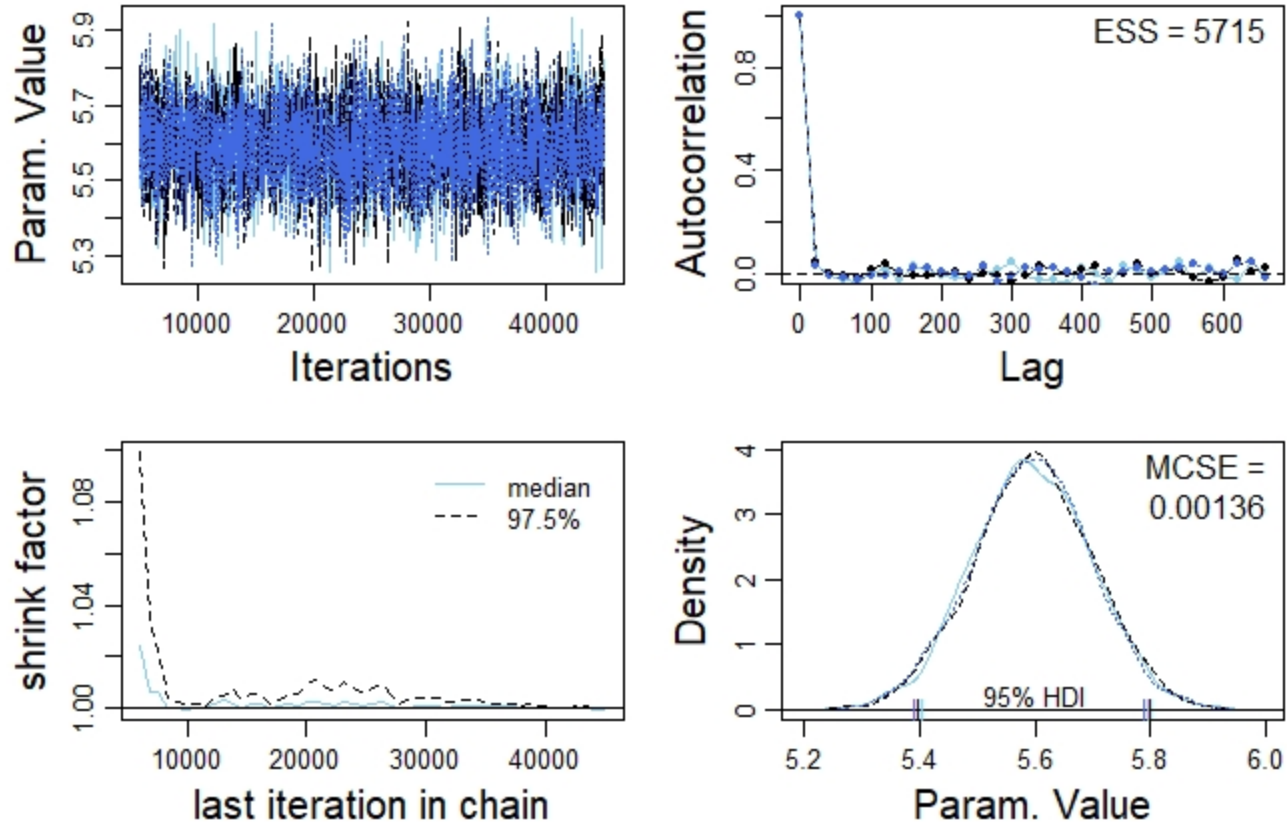 Param. Value
5.3 5.5 5.7 5.9
10000 20000 30000 40000
Iterations
Autocorrelation
0.0 0.4 0.8
ESS = 5715
0 100 200 300 400 500 600
Lag
shrink factor
1.00 1.04 1.08
median
97.5%
10000 20000 30000 40000
last iteration in chain
Density
0 1 2 3 4
MCSE =
0.00136
95% HDI
5.2 5.4 5.6 5.8 6.0
Param. Value